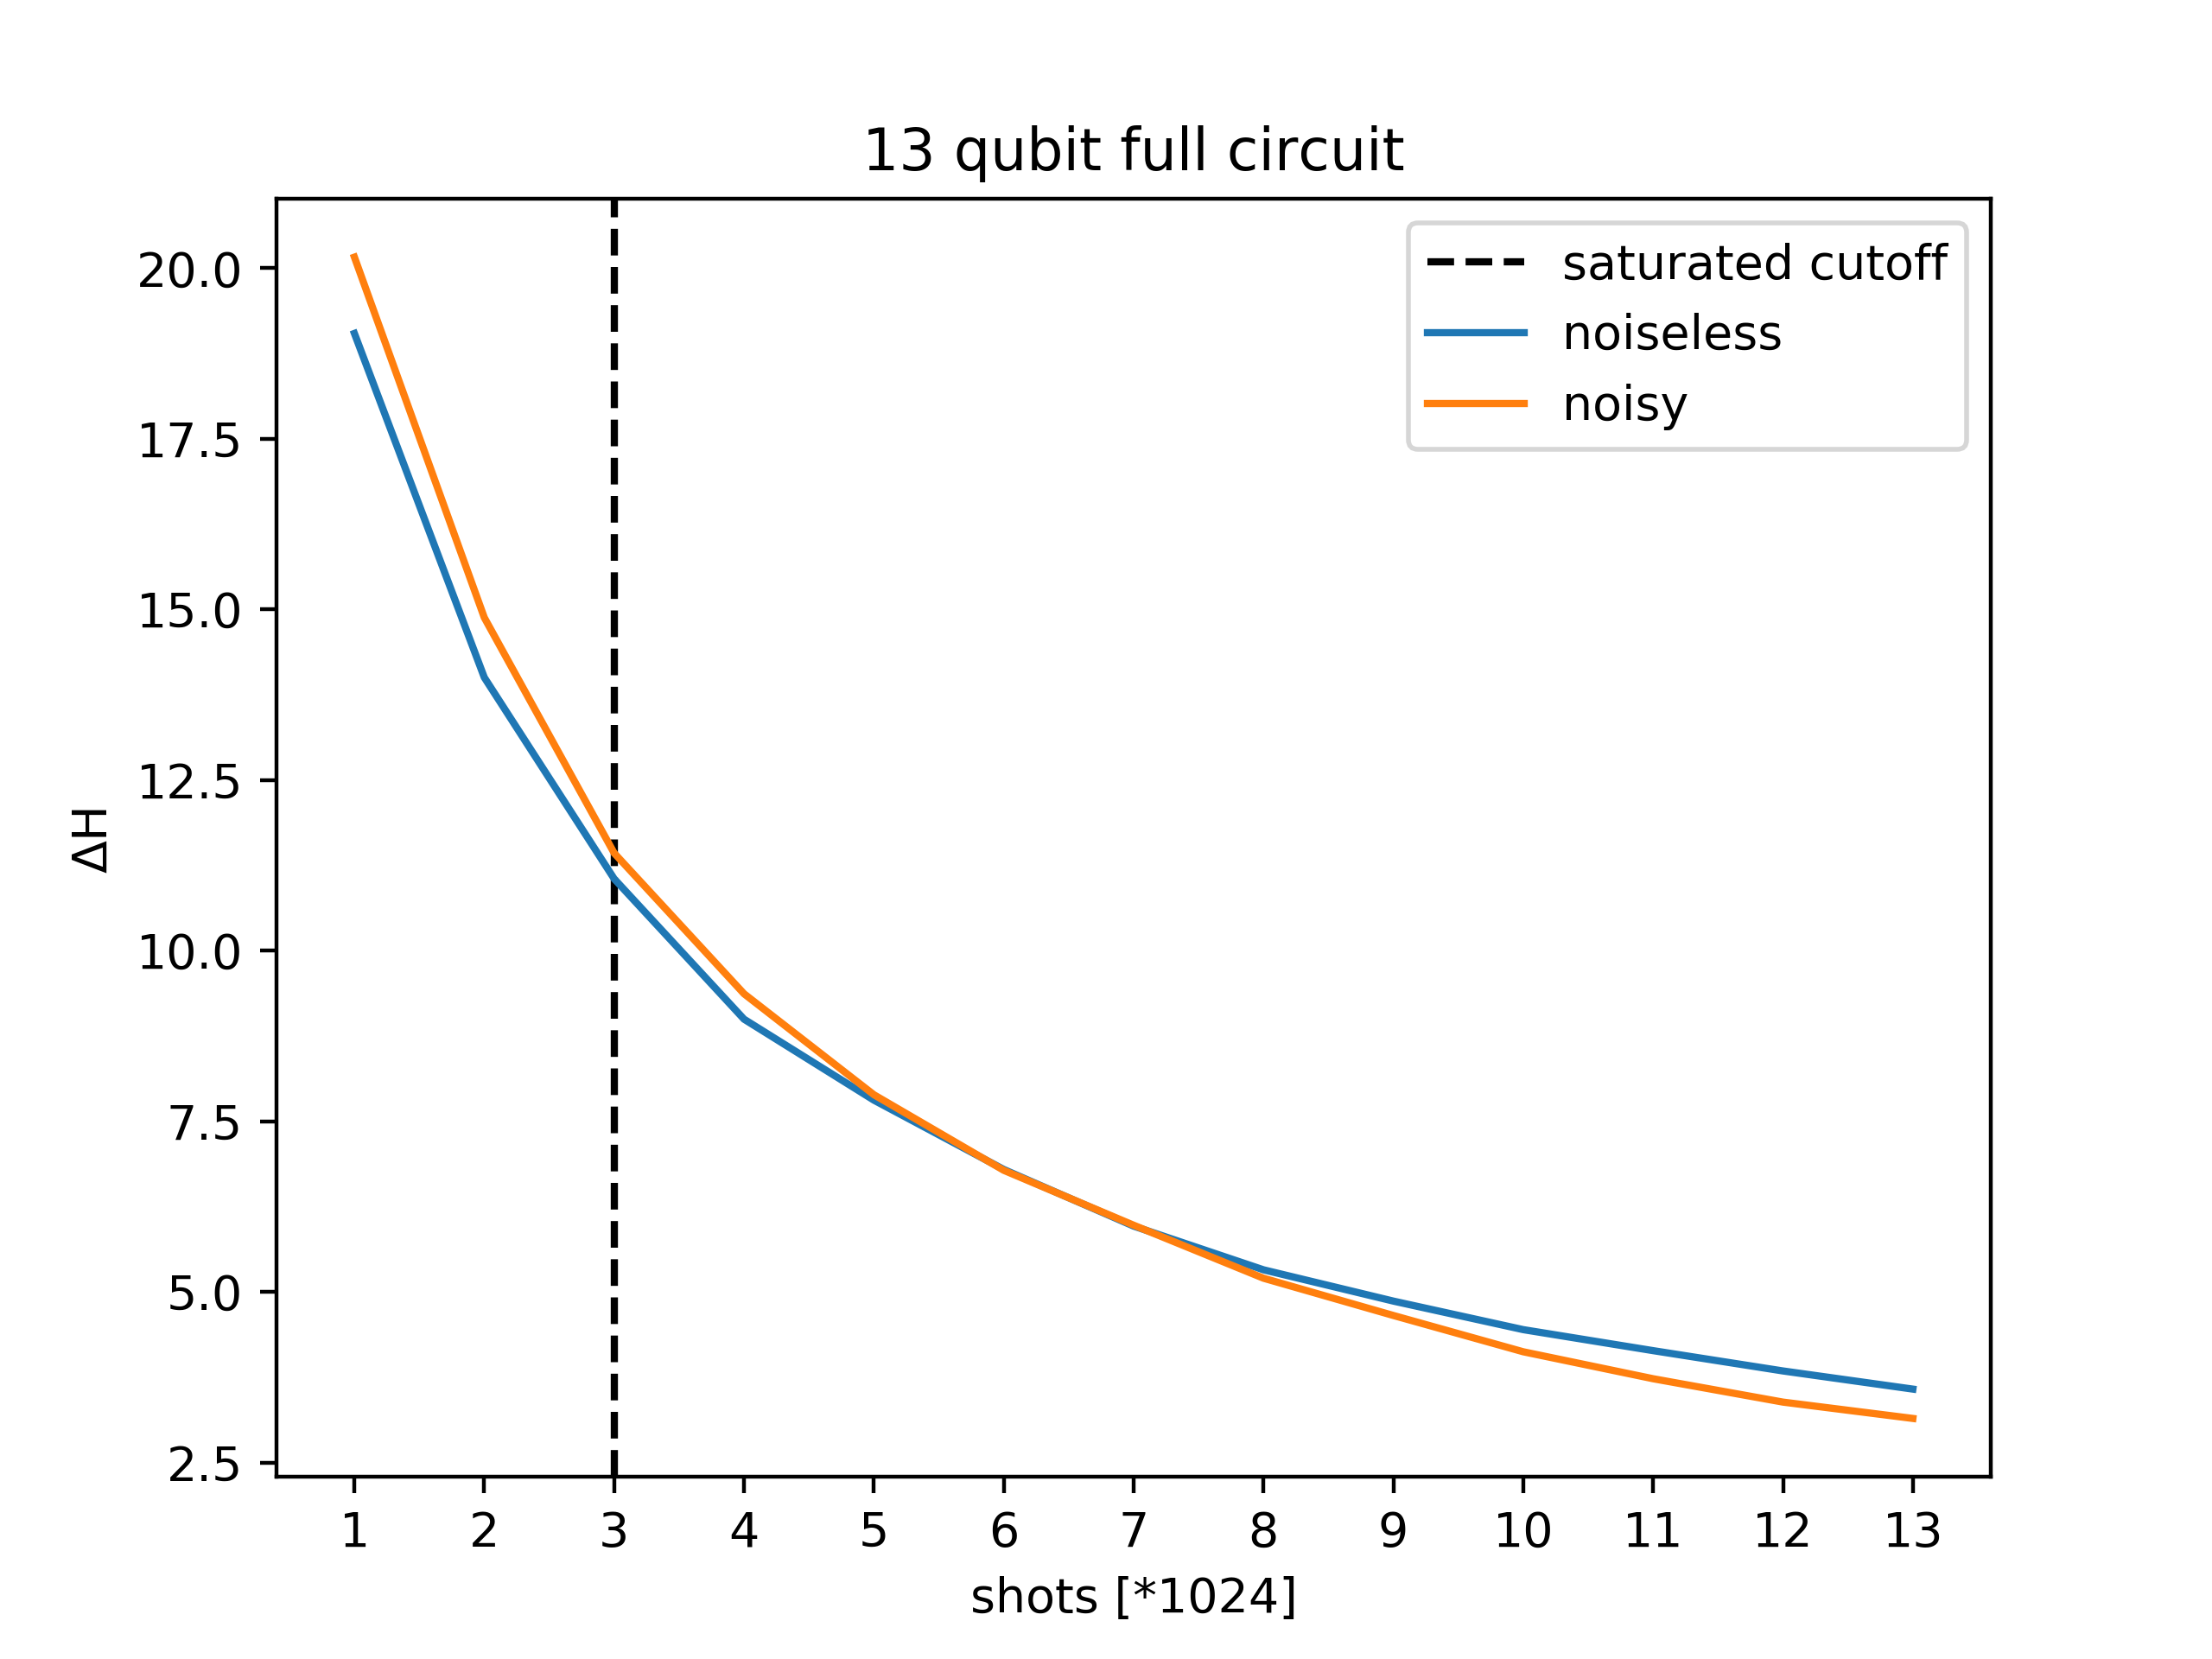 13 qubit full circuit
saturated cutoff
noiseless
noisy
20.0
17.5
15.0
12.5
10.0
7.5
5.0
2.5
ΔH
1 2 3 4 5 6 7 8 9 10 11 12 13
shots [*1024]